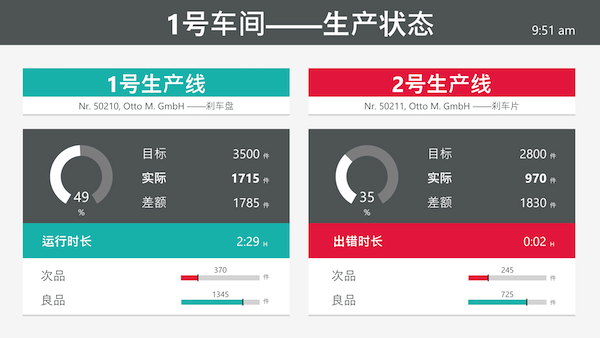 1号车间——生产状态
9:51 am
1号生产线
Nr. 50210, Otto M. GmbH ——刹车盘
目标 3500 件
实际 1715 件
差额 1785 件
49
%
运行时长 2:29 H
次品 370 件
良品 1345 件
2号生产线
Nr. 50211, Otto M. GmbH ——刹车片
目标 2800 件
实际 970 件
差额 1830 件
35
%
出错时长 0:02 H
次品 245 件
良品 725 件